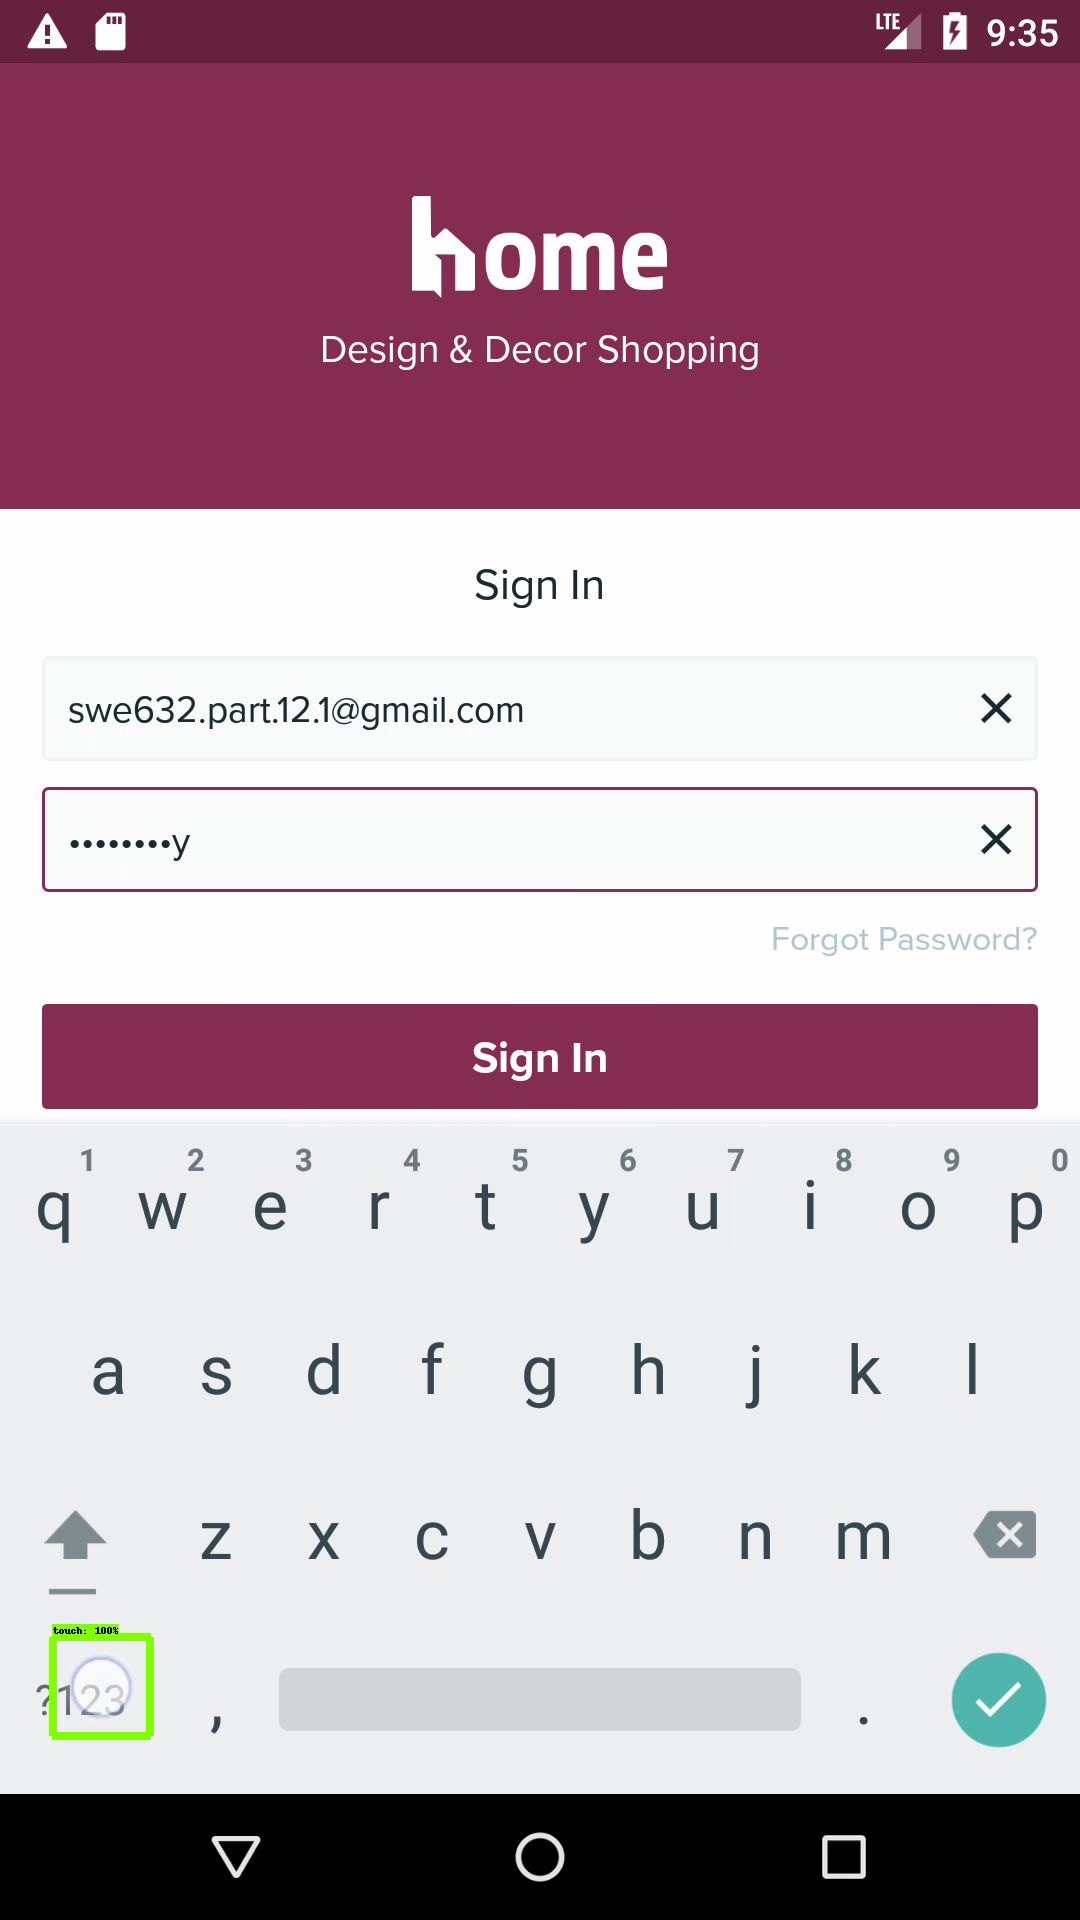 LTE 9:35
home
Design & Decor Shopping
Sign In
swe632.part.12.1@gmail.com
••••••••y
Forgot Password?
Sign In
1 2 3 4 5 6 7 8 9 0
q w e r t y u i o p
a s d f g h j k l
z x c v b n m
touch: 100%
?123 , .